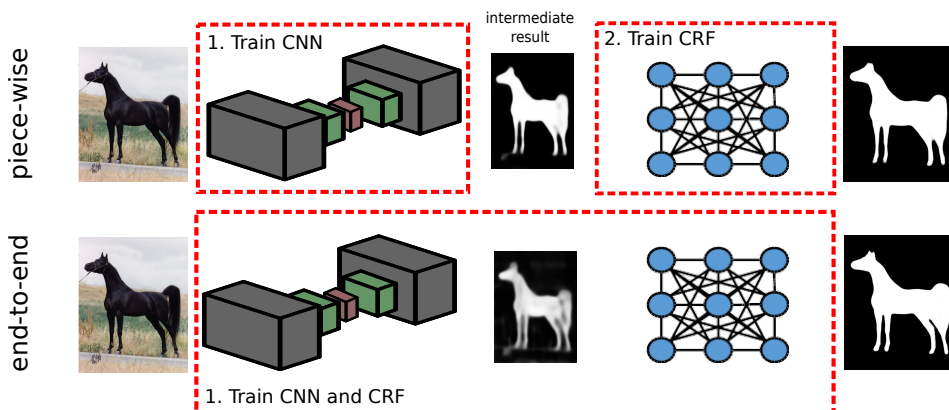 piece-wise
1. Train CNN
intermediate
result
2. Train CRF
end-to-end
1. Train CNN and CRF